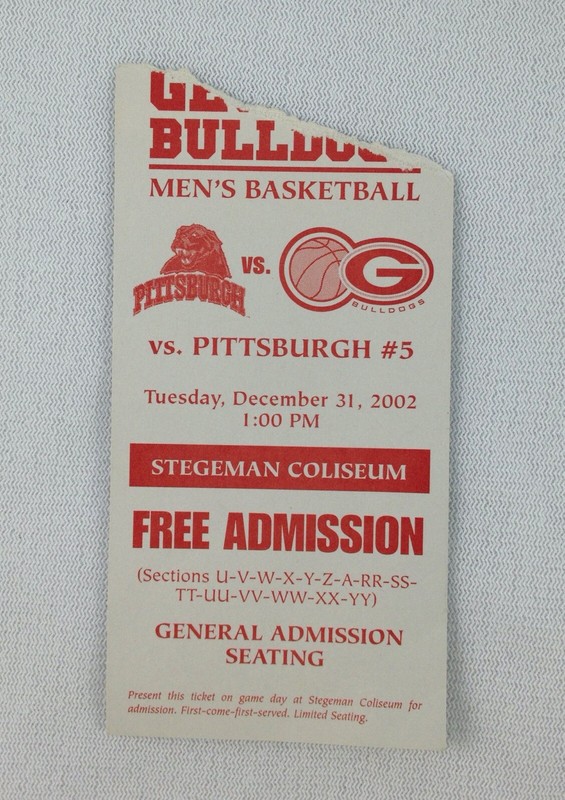 BULLDOGS
MEN'S BASKETBALL
PITTSBURGH
VS.
G
BULLDOGS
vs. PITTSBURGH #5
Tuesday, December 31, 2002
1:00 PM
STEGEMAN COLISEUM
FREE ADMISSION
(Sections U-V-W-X-Y-Z-A-RR-SS-
TT-UU-VV-WW-XX-YY)
GENERAL ADMISSION
SEATING
Present this ticket on game day at Stegeman Coliseum for
admission. First-come-first-served. Limited Seating.